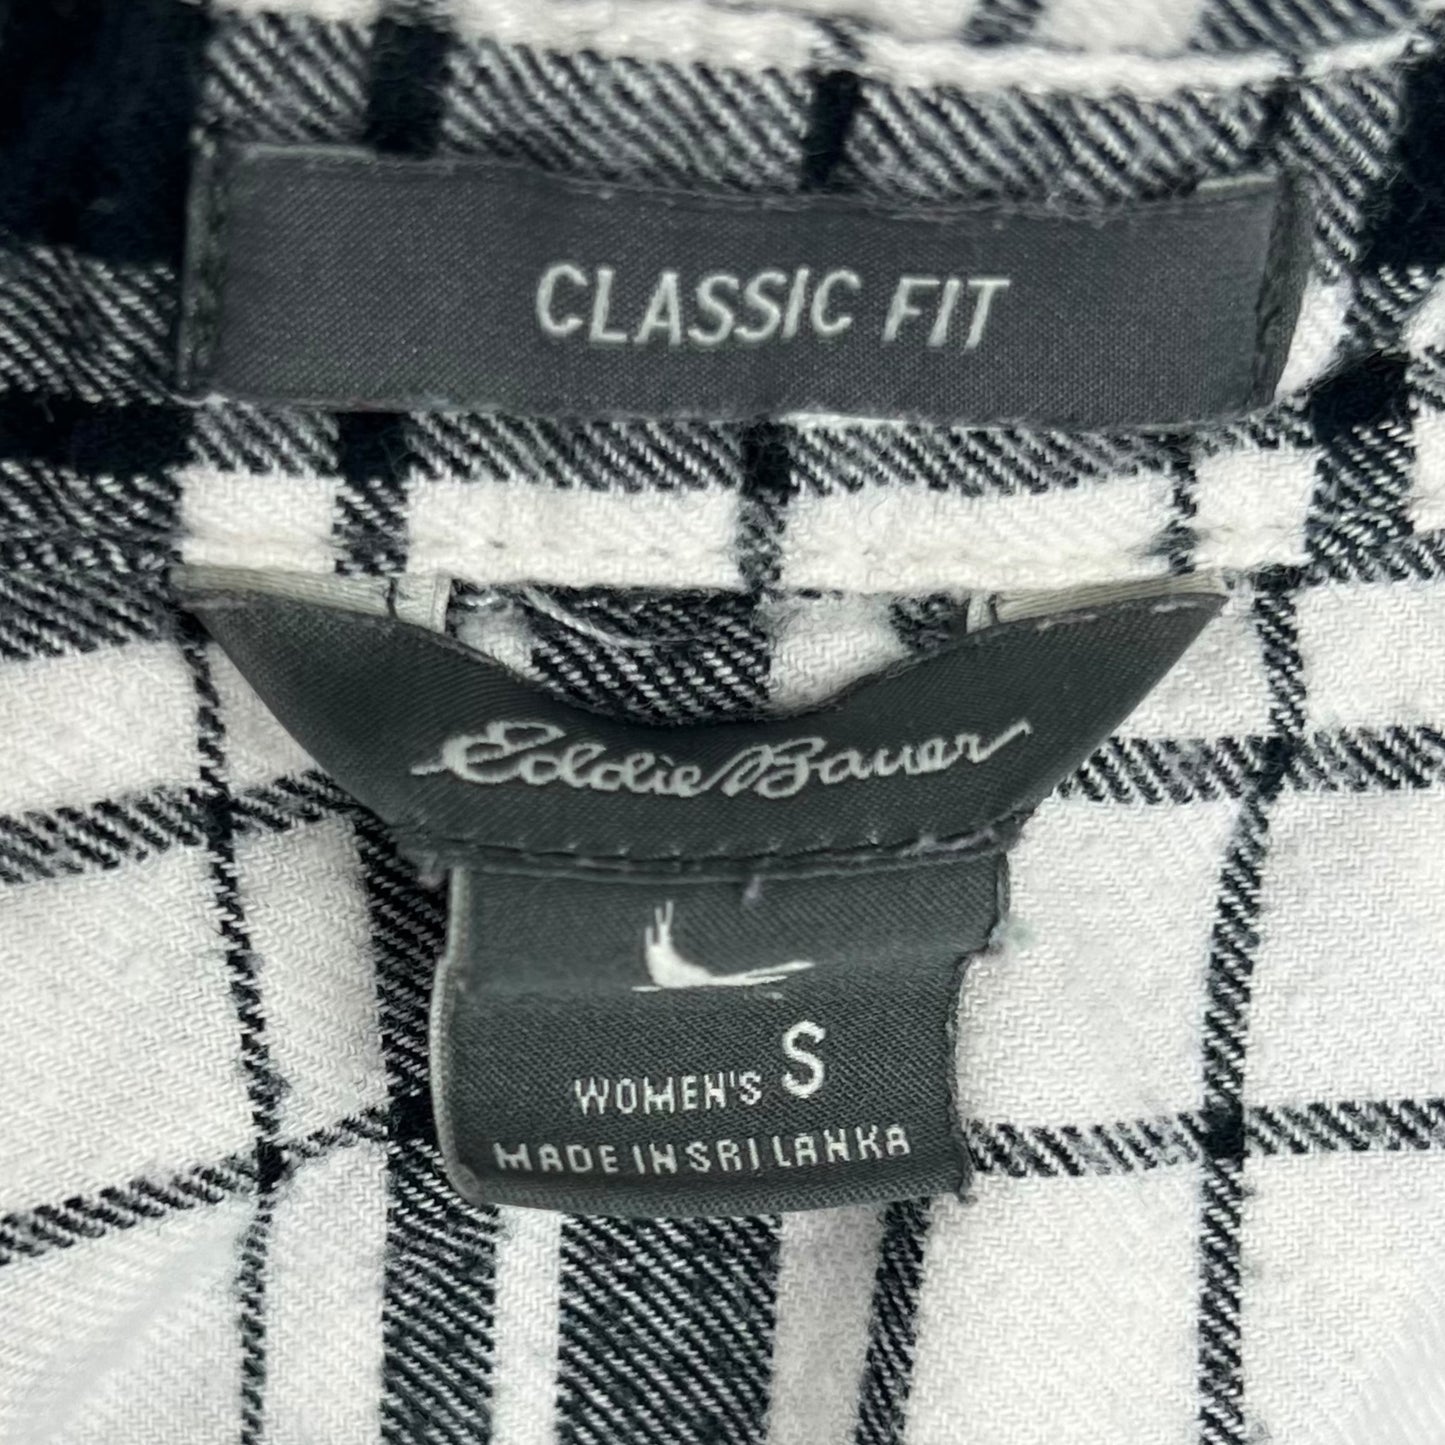 CLASSIC FIT
Eddie Bauer
WOMEN'S S
MADE IN SRI LANKA